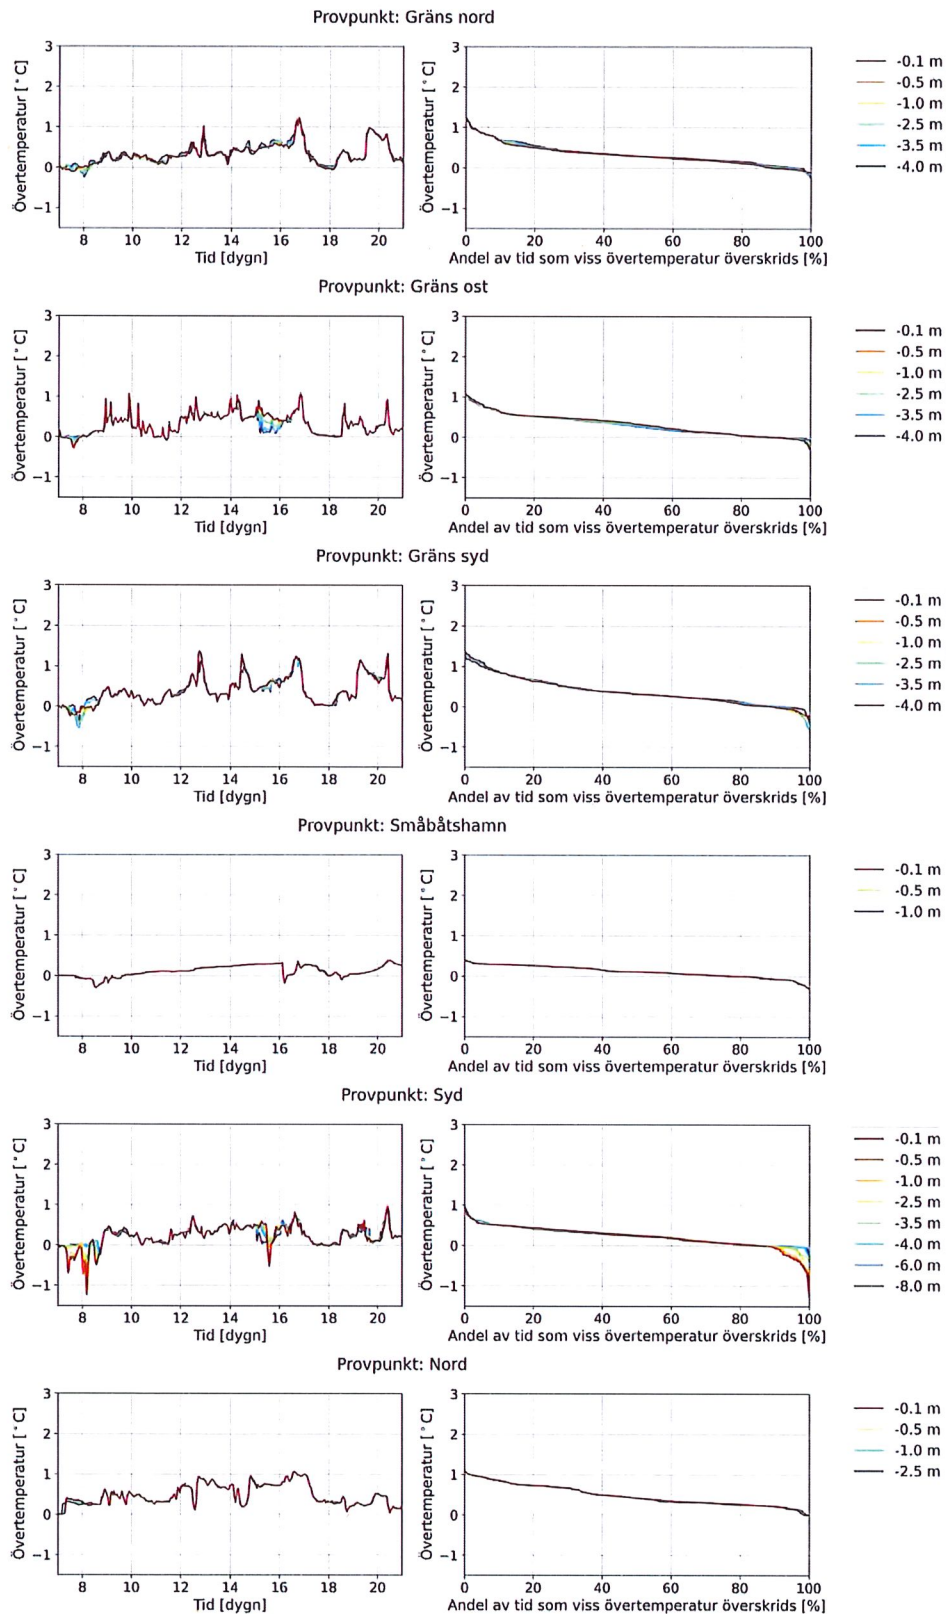 Provpunkt: Gräns nord
Övertemperatur [°C]
3
2
1
0
−1
8 10 12 14 16 18 20
Tid [dygn]
Övertemperatur [°C]
3
2
1
0
−1
0 20 40 60 80 100
Andel av tid som viss övertemperatur överskrids [%]
-0.1 m
-0.5 m
-1.0 m
-2.5 m
-3.5 m
-4.0 m
Provpunkt: Gräns ost
Övertemperatur [°C]
3
2
1
0
−1
8 10 12 14 16 18 20
Tid [dygn]
Övertemperatur [°C]
3
2
1
0
−1
0 20 40 60 80 100
Andel av tid som viss övertemperatur överskrids [%]
-0.1 m
-0.5 m
-1.0 m
-2.5 m
-3.5 m
-4.0 m
Provpunkt: Gräns syd
Övertemperatur [°C]
3
2
1
0
−1
8 10 12 14 16 18 20
Tid [dygn]
Övertemperatur [°C]
3
2
1
0
−1
0 20 40 60 80 100
Andel av tid som viss övertemperatur överskrids [%]
-0.1 m
-0.5 m
-1.0 m
-2.5 m
-3.5 m
-4.0 m
Provpunkt: Småbåtshamn
Övertemperatur [°C]
3
2
1
0
−1
8 10 12 14 16 18 20
Tid [dygn]
Övertemperatur [°C]
3
2
1
0
−1
0 20 40 60 80 100
Andel av tid som viss övertemperatur överskrids [%]
-0.1 m
-0.5 m
-1.0 m
Provpunkt: Syd
Övertemperatur [°C]
3
2
1
0
−1
8 10 12 14 16 18 20
Tid [dygn]
Övertemperatur [°C]
3
2
1
0
−1
0 20 40 60 80 100
Andel av tid som viss övertemperatur överskrids [%]
-0.1 m
-0.5 m
-1.0 m
-2.5 m
-3.5 m
-4.0 m
-6.0 m
-8.0 m
Provpunkt: Nord
Övertemperatur [°C]
3
2
1
0
−1
8 10 12 14 16 18 20
Tid [dygn]
Övertemperatur [°C]
3
2
1
0
−1
0 20 40 60 80 100
Andel av tid som viss övertemperatur överskrids [%]
-0.1 m
-0.5 m
-1.0 m
-2.5 m